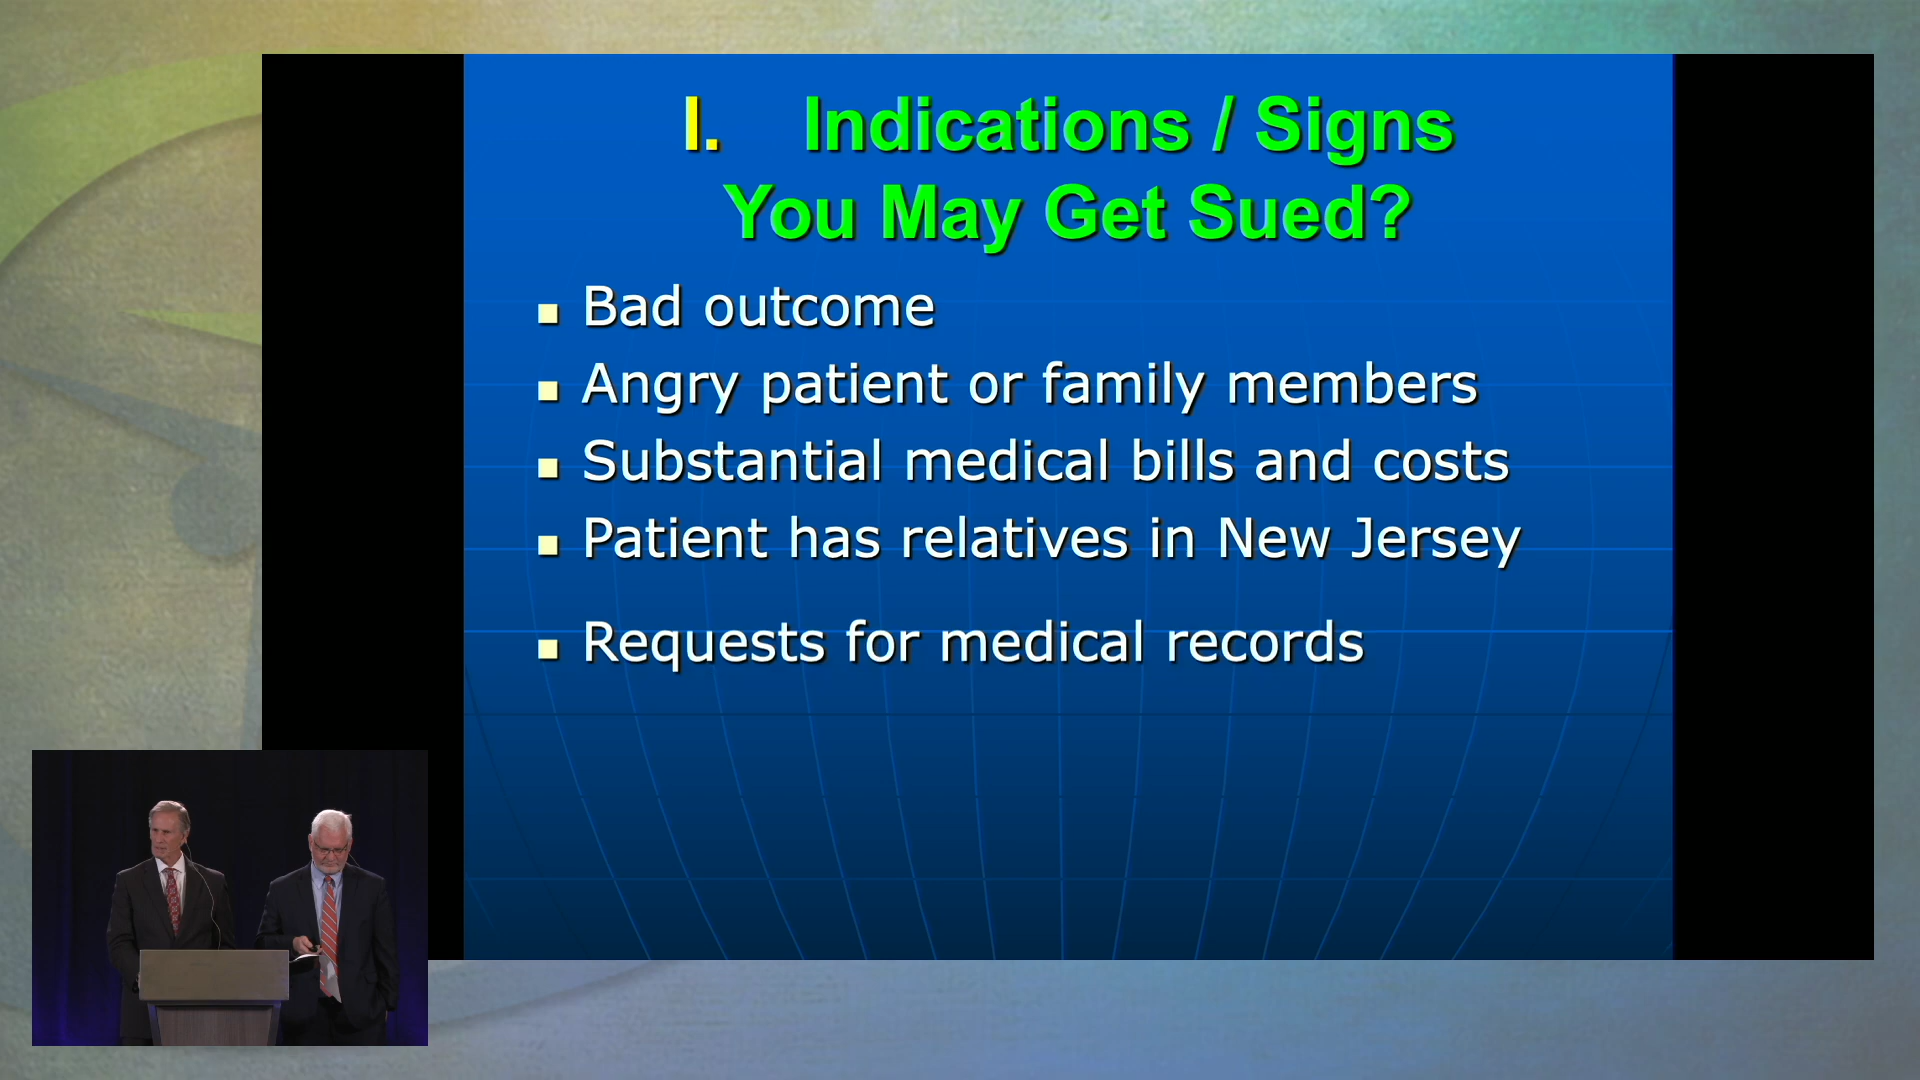 I. Indications / Signs
You May Get Sued?
Bad outcome
Angry patient or family members
Substantial medical bills and costs
Patient has relatives in New Jersey
Requests for medical records